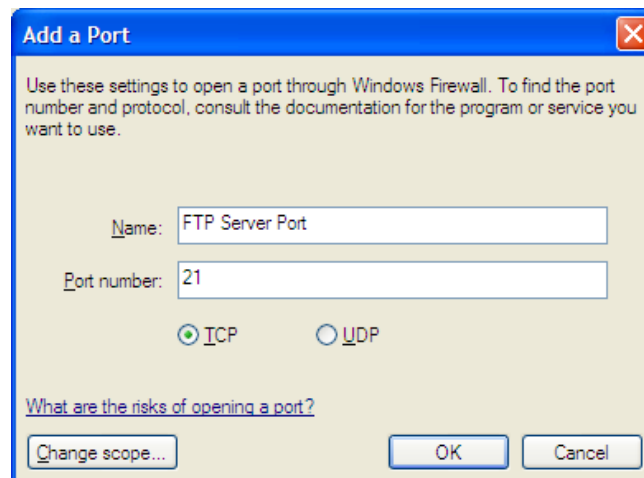 Add a Port
Use these settings to open a port through Windows Firewall. To find the port
number and protocol, consult the documentation for the program or service you
want to use.
Name: FTP Server Port
Port number: 21
TCP UDP
What are the risks of opening a port?
Change scope... OK Cancel